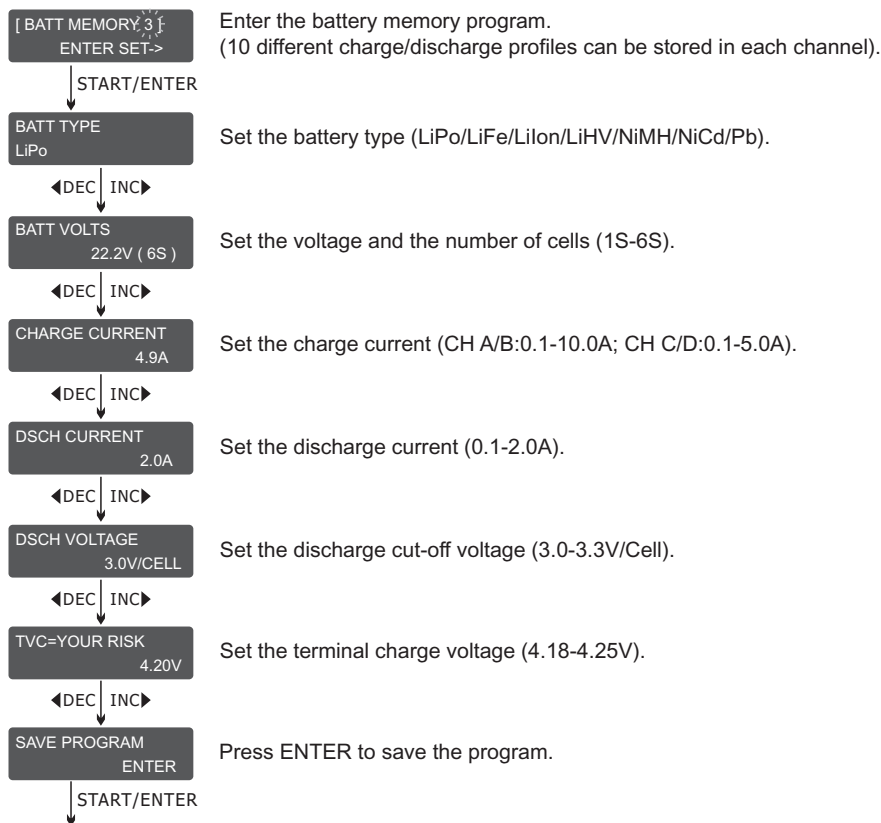 [ BATT MEMORY 3 ]
ENTER SET->
Enter the battery memory program.
(10 different charge/discharge profiles can be stored in each channel).
START/ENTER
BATT TYPE
LiPo
Set the battery type (LiPo/LiFe/LiIon/LiHV/NiMH/NiCd/Pb).
◀DEC INC▶
BATT VOLTS
22.2V ( 6S )
Set the voltage and the number of cells (1S-6S).
◀DEC INC▶
CHARGE CURRENT
4.9A
Set the charge current (CH A/B:0.1-10.0A; CH C/D:0.1-5.0A).
◀DEC INC▶
DSCH CURRENT
2.0A
Set the discharge current (0.1-2.0A).
◀DEC INC▶
DSCH VOLTAGE
3.0V/CELL
Set the discharge cut-off voltage (3.0-3.3V/Cell).
◀DEC INC▶
TVC=YOUR RISK
4.20V
Set the terminal charge voltage (4.18-4.25V).
◀DEC INC▶
SAVE PROGRAM
ENTER
Press ENTER to save the program.
START/ENTER